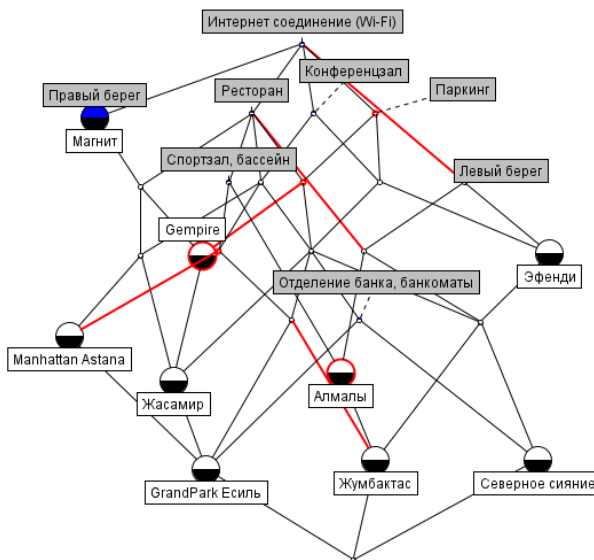 Интернет соединение (Wi-Fi)
Конференцзал
Ресторан
Паркинг
Правый берег
Магнит
Спортзал, бассейн
Левый берег
Gempire
Эфенди
Отделение банка, банкоматы
Manhattan Astana
Жасамир
Алмалы
GrandPark Есиль
Жумбактас
Северное сияние